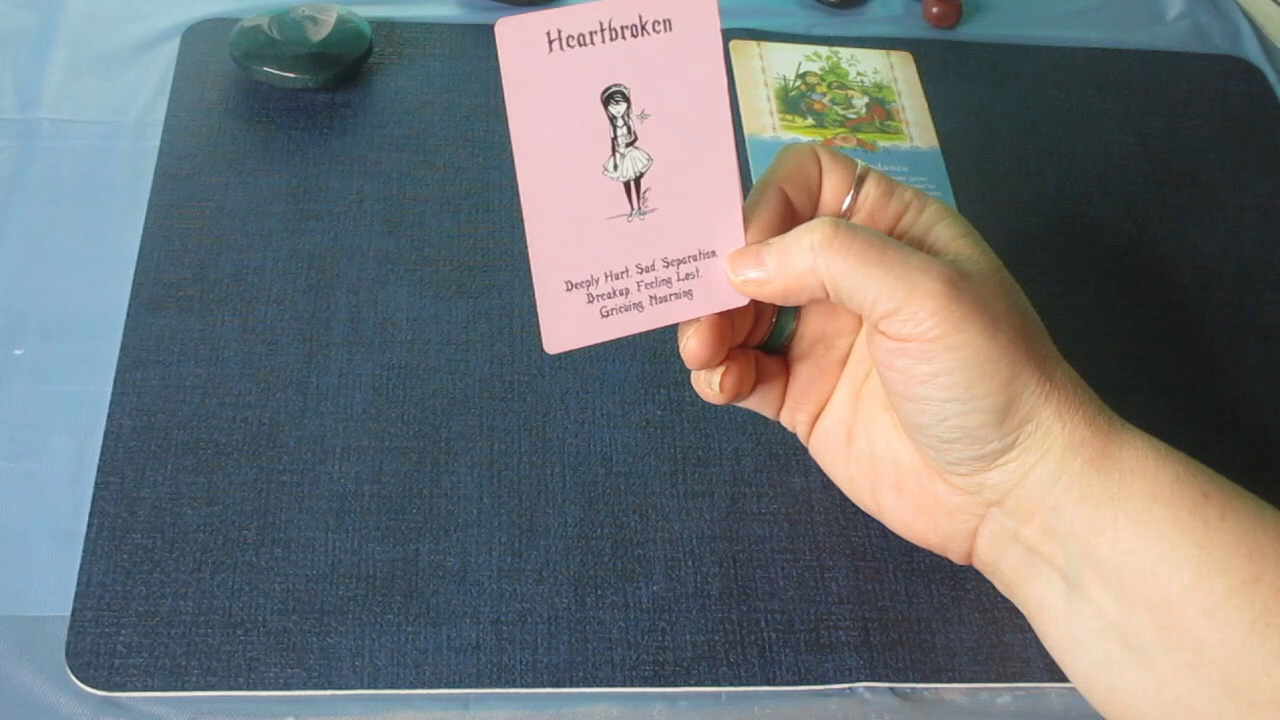 Heartbroken
Deeply Hurt, Sad, Separation,
Breakup, Feeling Lost,
Grieving, Mourning